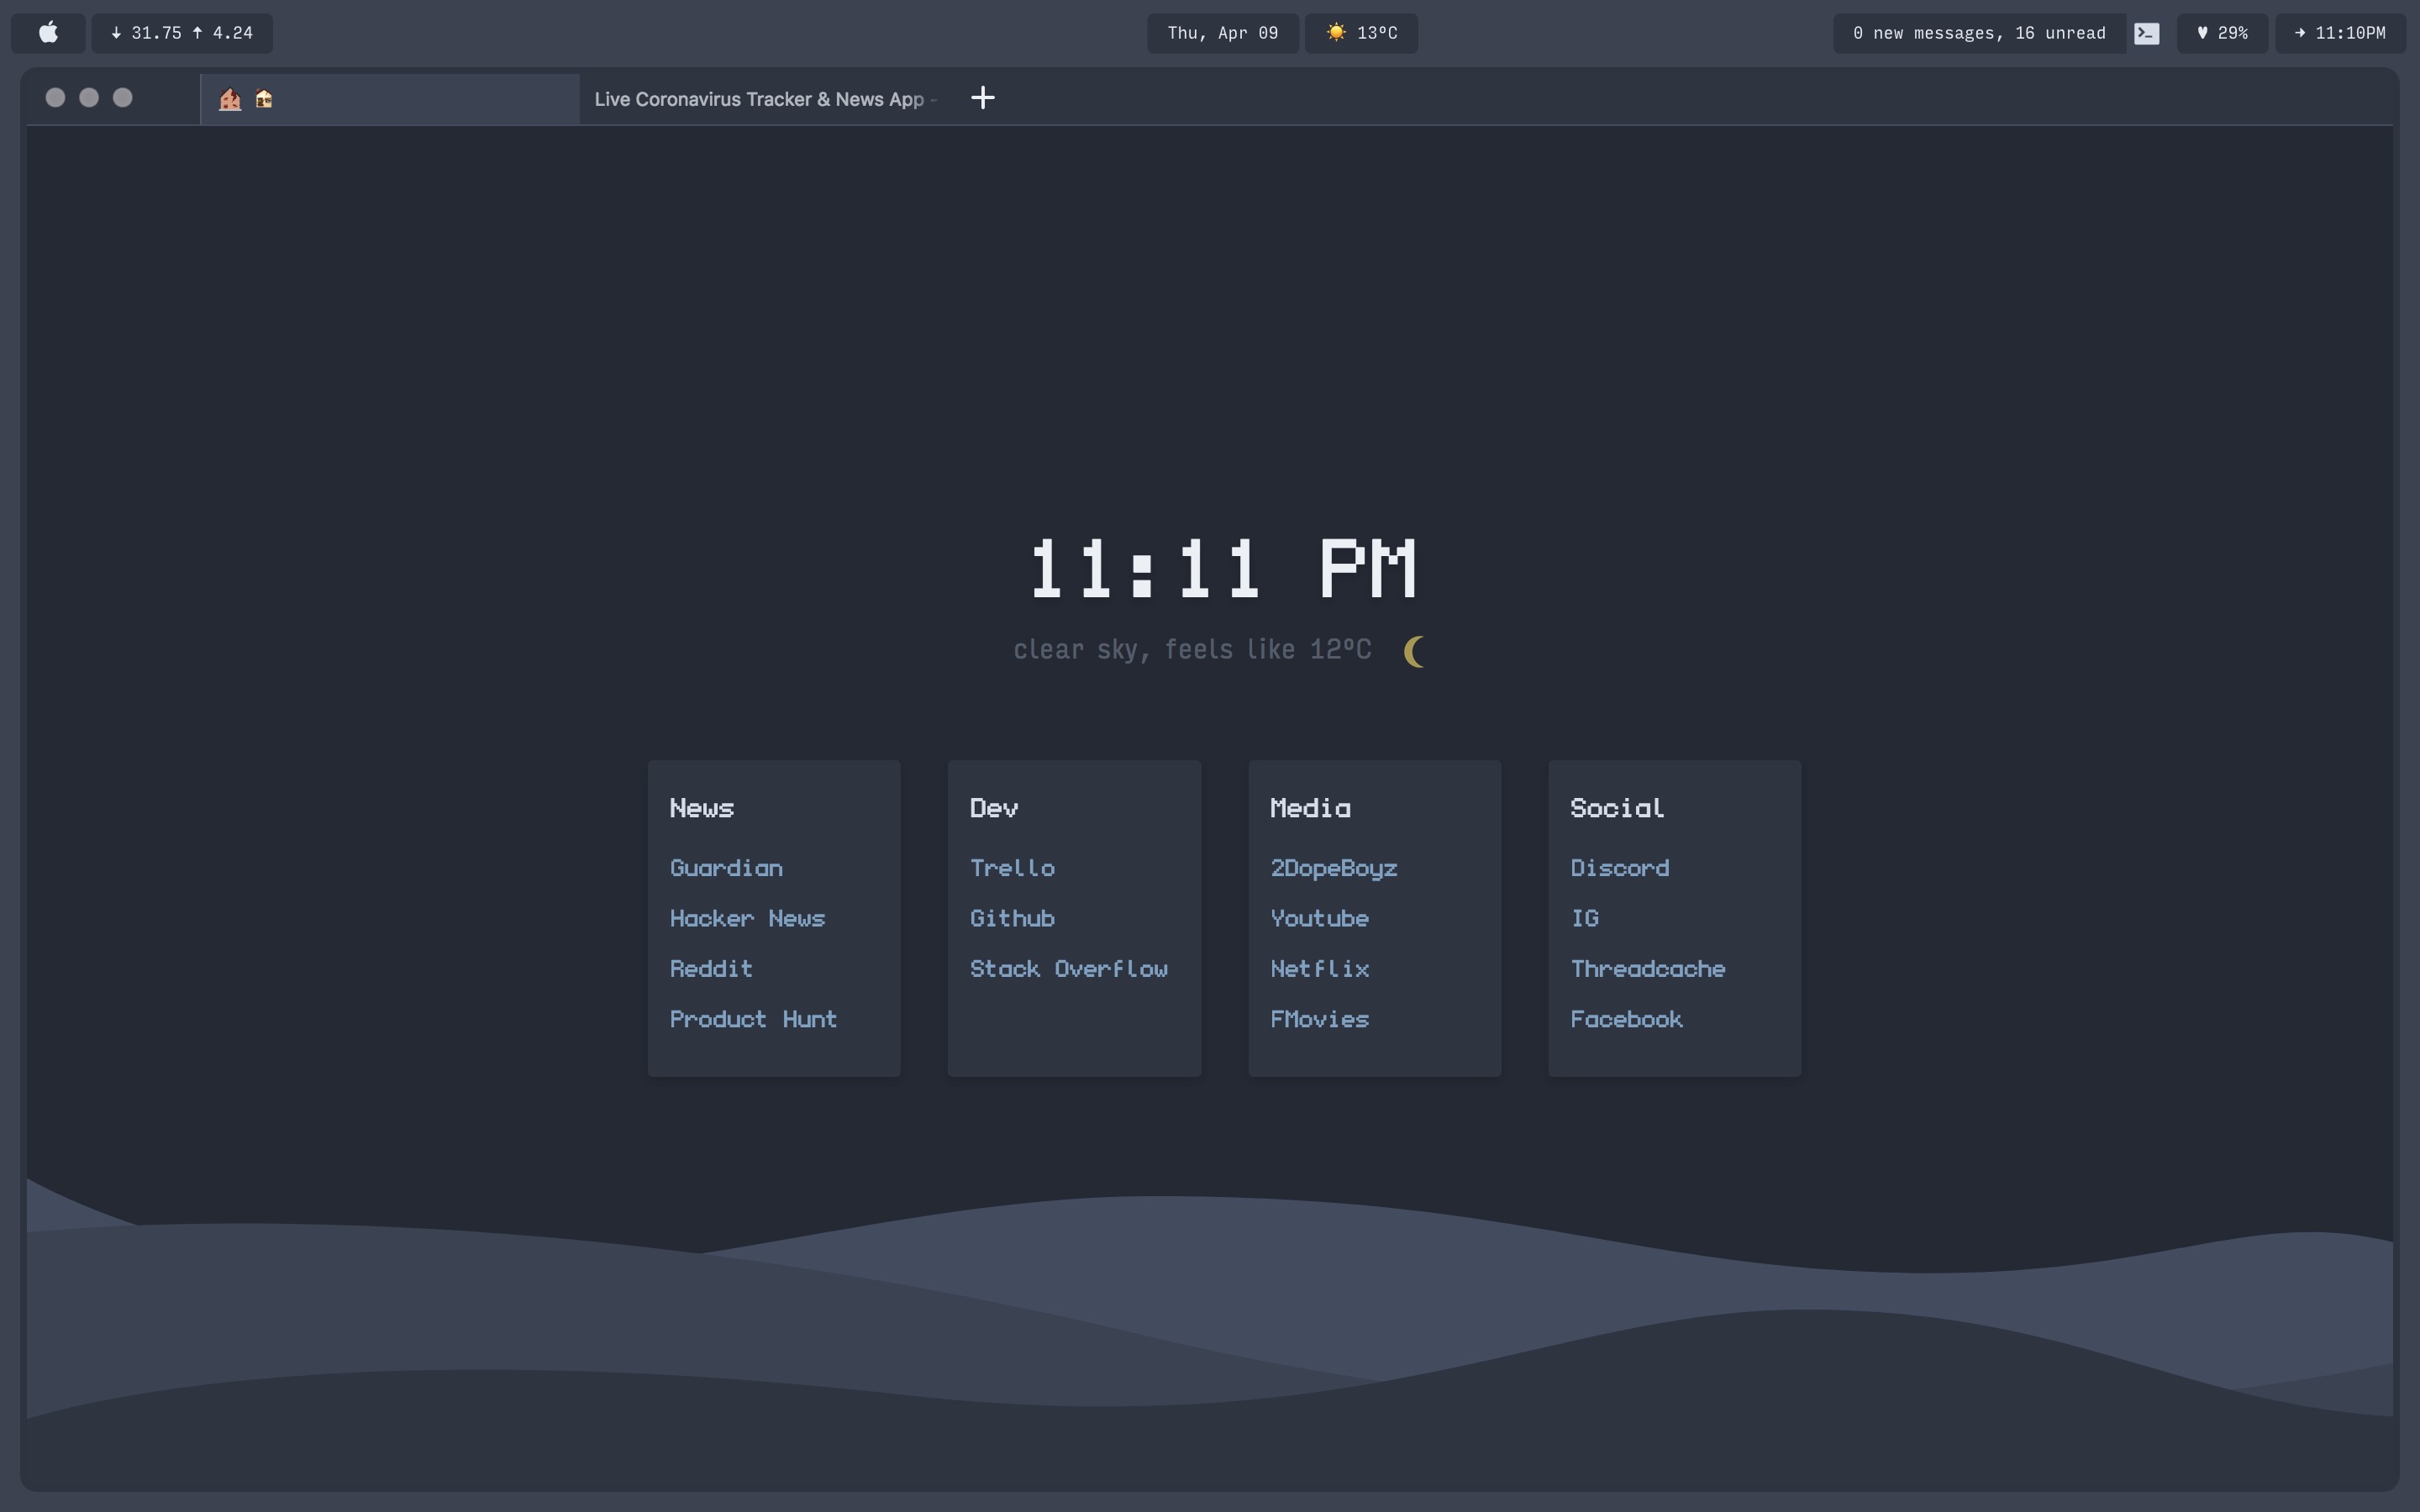 ↓ 31.75 ↑ 4.24
Thu, Apr 09
13ºC
0 new messages, 16 unread
♥ 29%
→ 11:10PM
Live Coronavirus Tracker & News App -
11:11 PM
clear sky, feels like 12ºC
News
Guardian
Hacker News
Reddit
Product Hunt
Dev
Trello
Github
Stack Overflow
Media
2DopeBoyz
Youtube
Netflix
FMovies
Social
Discord
IG
Threadcache
Facebook